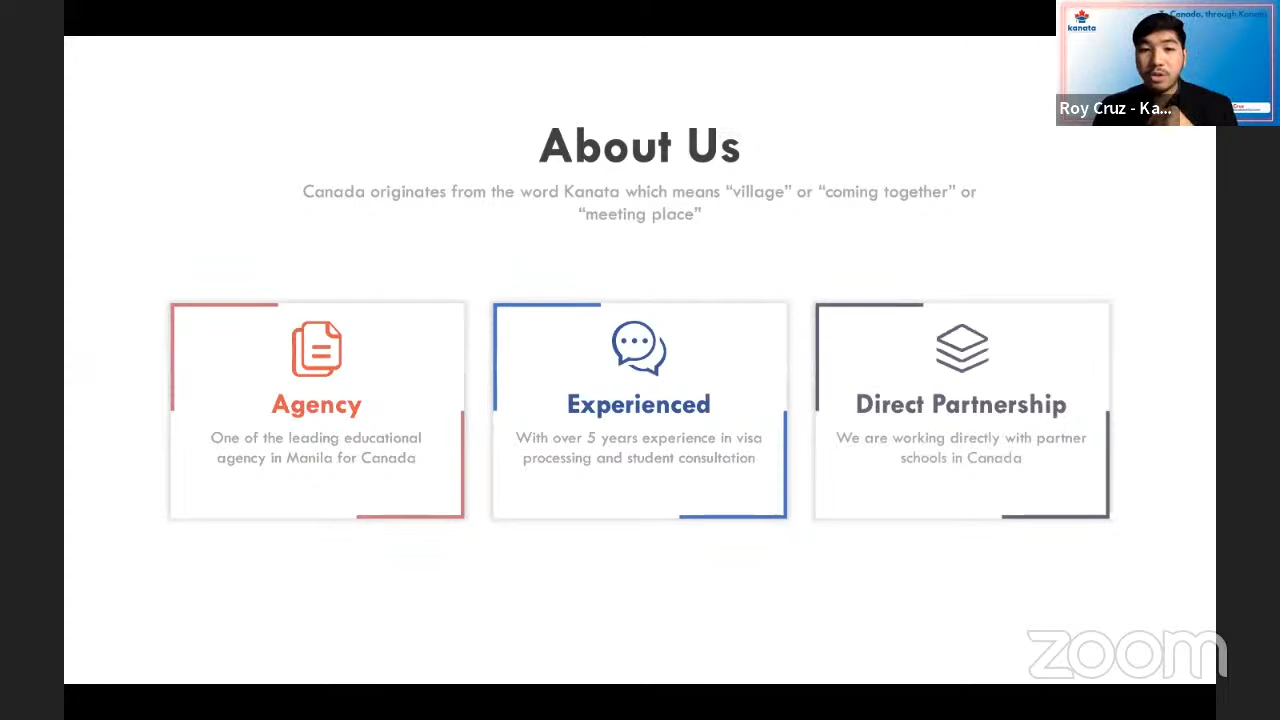 kanata
Canada, through Kanata
Roy Cruz - Ka...
About Us
Canada originates from the word Kanata which means “village” or “coming together” or
“meeting place”
Agency
One of the leading educational
agency in Manila for Canada
Experienced
With over 5 years experience in visa
processing and student consultation
Direct Partnership
We are working directly with partner
schools in Canada
zoom